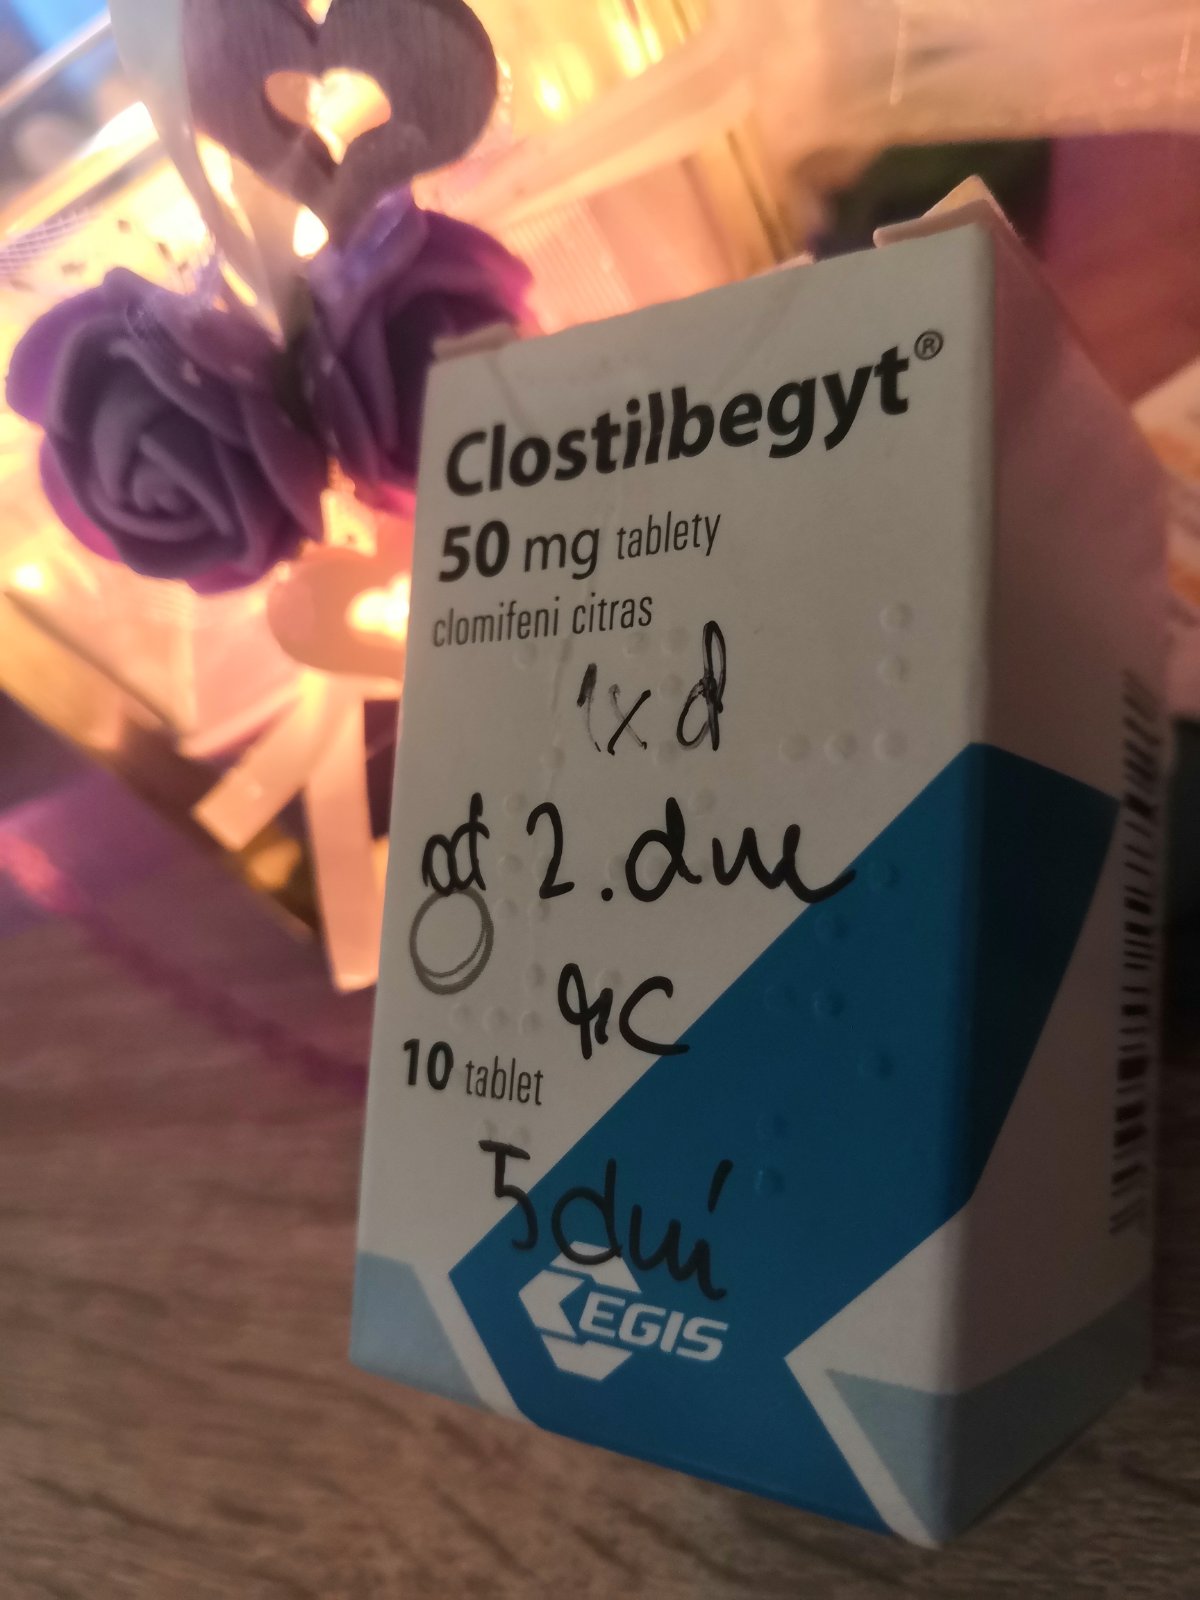 Clostilbegyt®
50 mg tablety
clomifeni citras
1x d
od 2. dne
MC
10 tablet
5 dní
EGIS